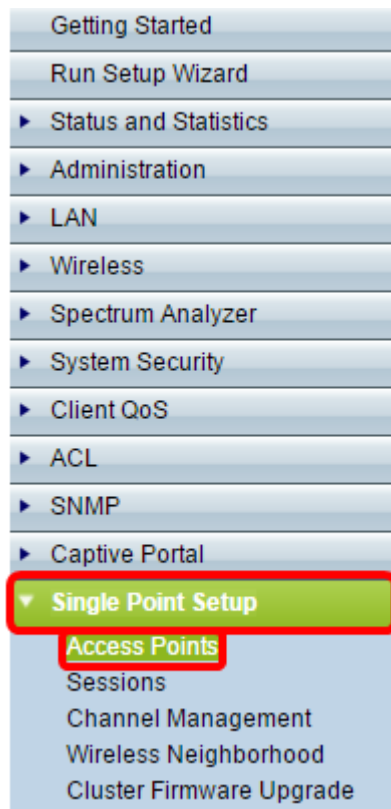 Getting Started
Run Setup Wizard
Status and Statistics
Administration
LAN
Wireless
Spectrum Analyzer
System Security
Client QoS
ACL
SNMP
Captive Portal
Single Point Setup
Access Points
Sessions
Channel Management
Wireless Neighborhood
Cluster Firmware Upgrade